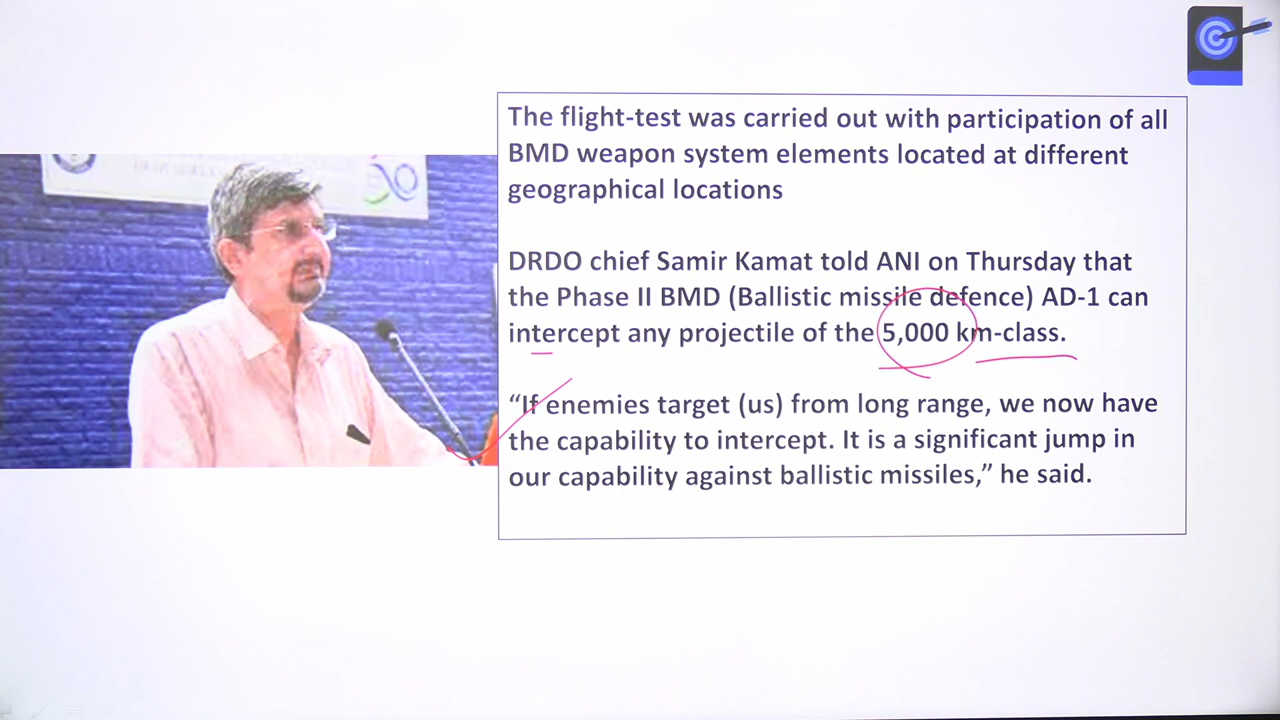 The flight-test was carried out with participation of all
BMD weapon system elements located at different
geographical locations
DRDO chief Samir Kamat told ANI on Thursday that
the Phase II BMD (Ballistic missile defence) AD-1 can
intercept any projectile of the 5,000 km-class.
“If enemies target (us) from long range, we now have
the capability to intercept. It is a significant jump in
our capability against ballistic missiles,” he said.